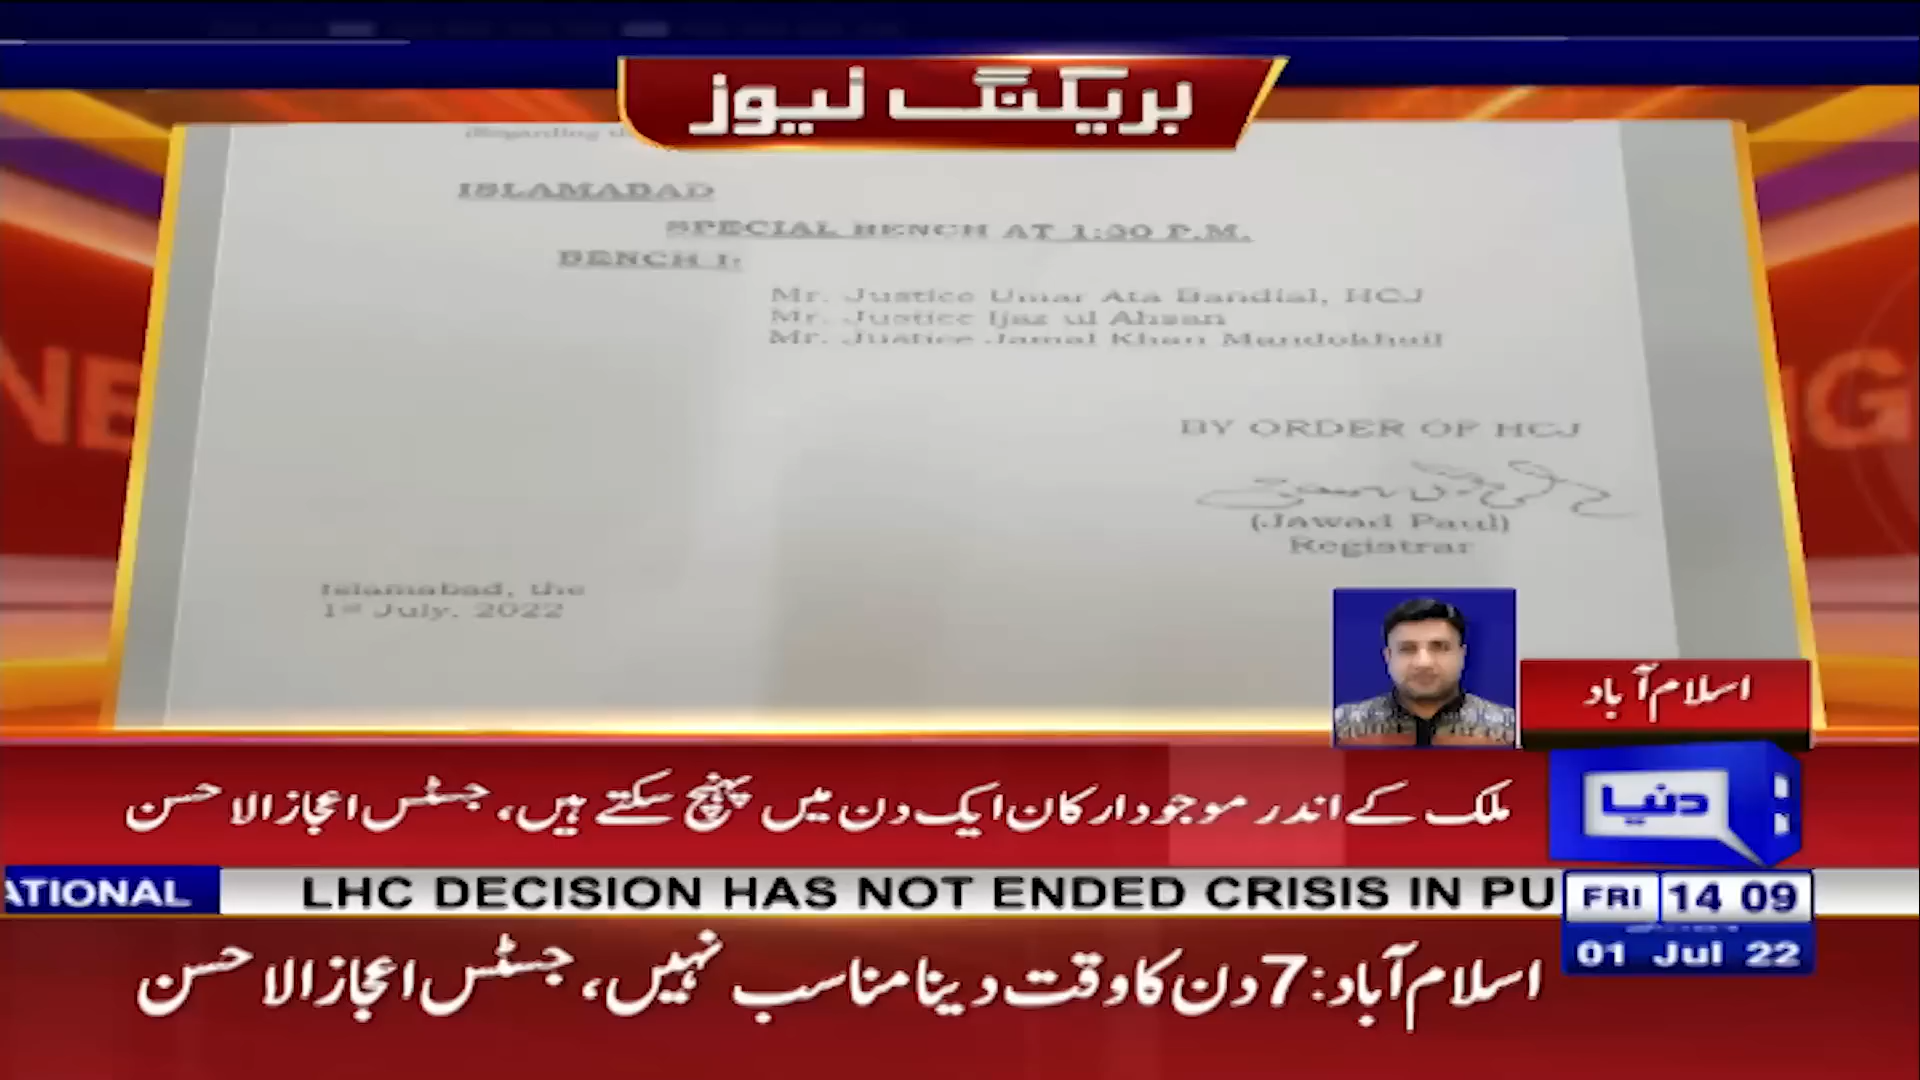 بریکنگ نیوز
(Regarding
ISLAMABAD
SPECIAL BENCH AT 1:30 P.M.
BENCH I:
Mr. Justice Umar Ata Bandial, HCJ
Mr. Justice Ijaz ul Ahsan
Mr. Justice Jamal Khan Mandokhail
BY ORDER OF HCJ
(Jawad Paul)
Registrar
Islamabad, the
1st July, 2022
اسلام آباد
ملک کے اندر موجود ارکان ایک دن میں پہنچ سکتے ہیں، جسٹس اعجاز الاحسن
دنیا
ATIONAL
LHC DECISION HAS NOT ENDED CRISIS IN PU
FRI 14 09
01 Jul 22
اسلام آباد: 7 دن کا وقت دینا مناسب نہیں، جسٹس اعجاز الاحسن